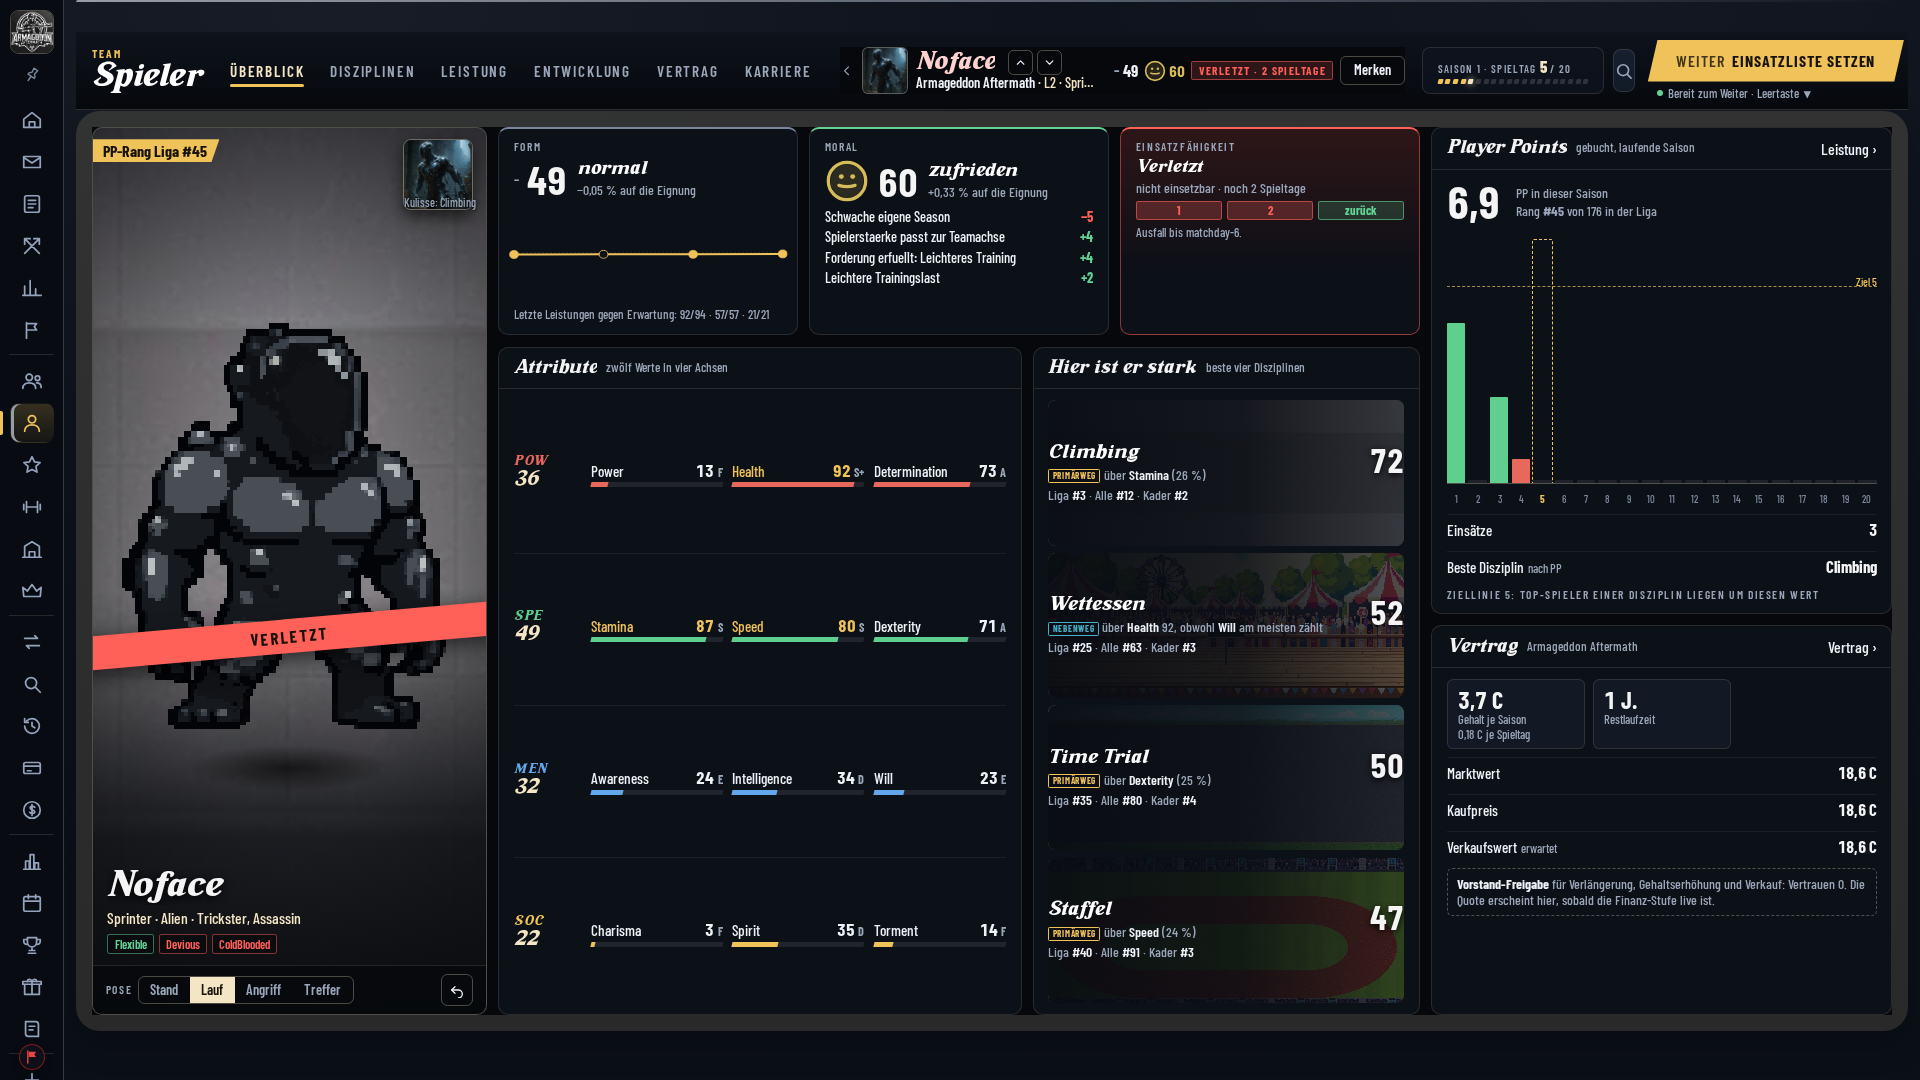 ARMAGEDDON
TEAM
Spieler
ÜBERBLICK
DISZIPLINEN
LEISTUNG
ENTWICKLUNG
VERTRAG
KARRIERE
Noface
Armageddon Aftermath · L2 · Spri...
- 49
60
VERLETZT · 2 SPIELTAGE
Merken
SAISON 1 · SPIELTAG 5 / 20
WEITER EINSATZLISTE SETZEN
Bereit zum Weiter · Leertaste ▼
PP-Rang Liga #45
Kulisse: Climbing
VERLETZT
Noface
Sprinter · Alien · Trickster, Assassin
Flexible
Devious
ColdBlooded
POSE
Stand
Lauf
Angriff
Treffer
FORM
- 49
normal
−0,05 % auf die Eignung
Letzte Leistungen gegen Erwartung: 92/94 · 57/57 · 21/21
MORAL
60
zufrieden
+0,33 % auf die Eignung
Schwache eigene Season −5
Spielerstaerke passt zur Teamachse +4
Forderung erfuellt: Leichteres Training +4
Leichtere Trainingslast +2
EINSATZFÄHIGKEIT
Verletzt
nicht einsetzbar · noch 2 Spieltage
1
2
zurück
Ausfall bis matchday-6.
Attribute zwölf Werte in vier Achsen
POW
36
Power 13 F
Health 92 S+
Determination 73 A
SPE
49
Stamina 87 S
Speed 80 S
Dexterity 71 A
MEN
32
Awareness 24 E
Intelligence 34 D
Will 23 E
SOC
22
Charisma 3 F
Spirit 35 D
Torment 14 F
Hier ist er stark beste vier Disziplinen
Climbing
72
PRIMÄRWEG über Stamina (26 %)
Liga #3 · Alle #12 · Kader #2
Wettessen
52
NEBENWEG über Health 92, obwohl Will am meisten zählt
Liga #25 · Alle #63 · Kader #3
Time Trial
50
PRIMÄRWEG über Dexterity (25 %)
Liga #35 · Alle #80 · Kader #4
Staffel
47
PRIMÄRWEG über Speed (24 %)
Liga #40 · Alle #91 · Kader #3
Player Points gebucht, laufende Saison
Leistung ›
6,9
PP in dieser Saison
Rang #45 von 176 in der Liga
Ziel 5
1 2 3 4 5 6 7 8 9 10 11 12 13 14 15 16 17 18 19 20
Einsätze 3
Beste Disziplin nach PP Climbing
ZIELLINIE 5: TOP-SPIELER EINER DISZIPLIN LIEGEN UM DIESEN WERT
Vertrag Armageddon Aftermath
Vertrag ›
3,7 C
Gehalt je Saison
0,18 C je Spieltag
1 J.
Restlaufzeit
Marktwert 18,6 C
Kaufpreis 18,6 C
Verkaufswert erwartet 18,6 C
Vorstand-Freigabe für Verlängerung, Gehaltserhöhung und Verkauf: Vertrauen 0. Die
Quote erscheint hier, sobald die Finanz-Stufe live ist.